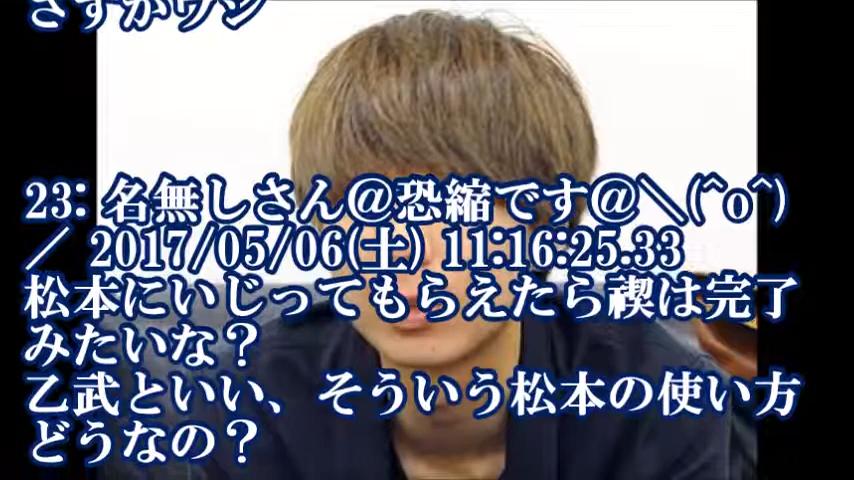 さすがワシ
23: 名無しさん@恐縮です@＼(^o^)
／ 2017/05/06(土) 11:16:25.33
松本にいじってもらえたら禊は完了
みたいな？
乙武といい、そういう松本の使い方
どうなの？